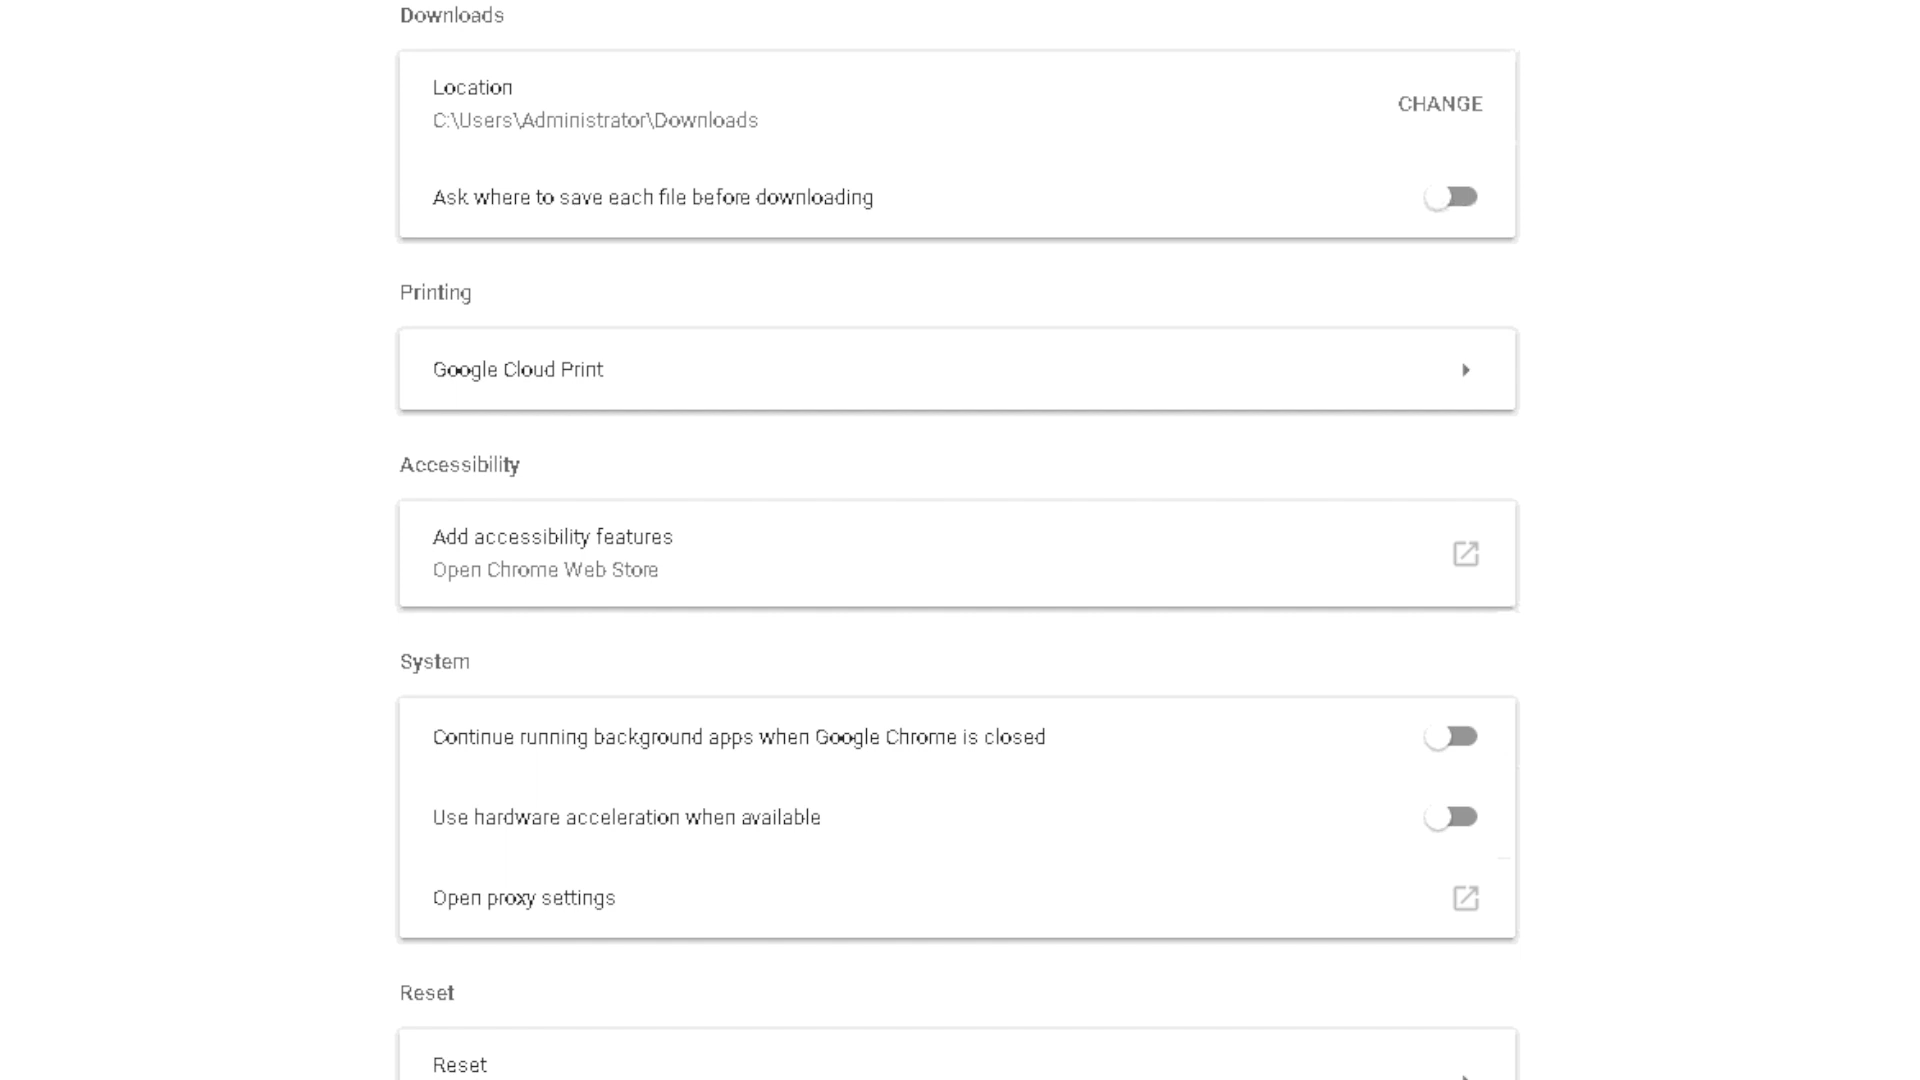 Downloads
Location
C:\Users\Administrator\Downloads
CHANGE
Ask where to save each file before downloading
Printing
Google Cloud Print
Accessibility
Add accessibility features
Open Chrome Web Store
System
Continue running background apps when Google Chrome is closed
Use hardware acceleration when available
Open proxy settings
Reset
Reset